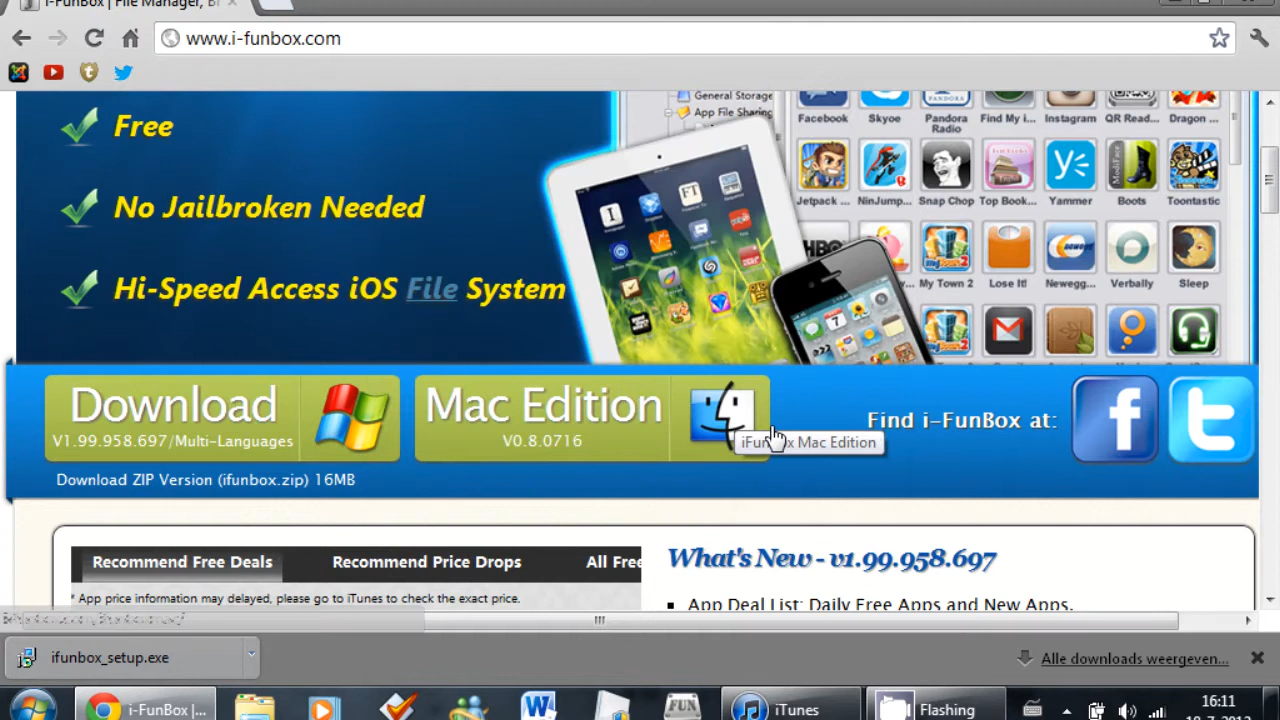 i-FunBox | File Manager, Br
www.i-funbox.com
Free
No Jailbroken Needed
Hi-Speed Access iOS File System
General Storage
App File Sharing
Facebook Skyoe Pandora Radio Find My i... Instagram QR Read... Dragon ...
Jetpack ... NinJump... Snap Chop Top Book... Yammer Boots Toontastic
My Town 2 Lose It! Newegg... Verbally Sleep
Download
V1.99.958.697/Multi-Languages
Mac Edition
V0.8.0716
iFunBox Mac Edition
Find i-FunBox at:
Download ZIP Version (ifunbox.zip) 16MB
Recommend Free Deals Recommend Price Drops All Free
* App price information may delayed, please go to iTunes to check the exact price.
What's New - v1.99.958.697
App Deal List: Daily Free Apps and New Apps.
ifunbox_setup.exe
Alle downloads weergeven...
i-FunBox |...
FUN
iTunes
Flashing
16:11